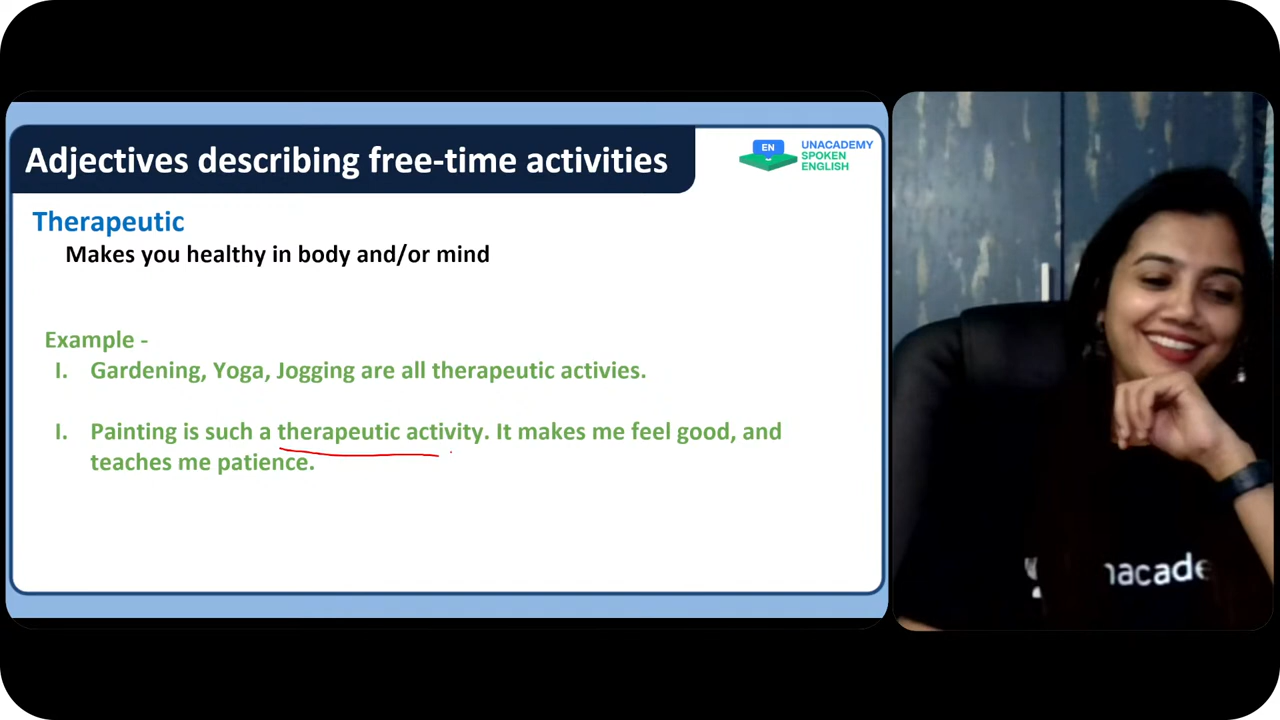 Adjectives describing free-time activities
EN
UNACADEMY
SPOKEN
ENGLISH
Therapeutic
Makes you healthy in body and/or mind
Example -
I. Gardening, Yoga, Jogging are all therapeutic activies.
I. Painting is such a therapeutic activity. It makes me feel good, and
teaches me patience.
nacade